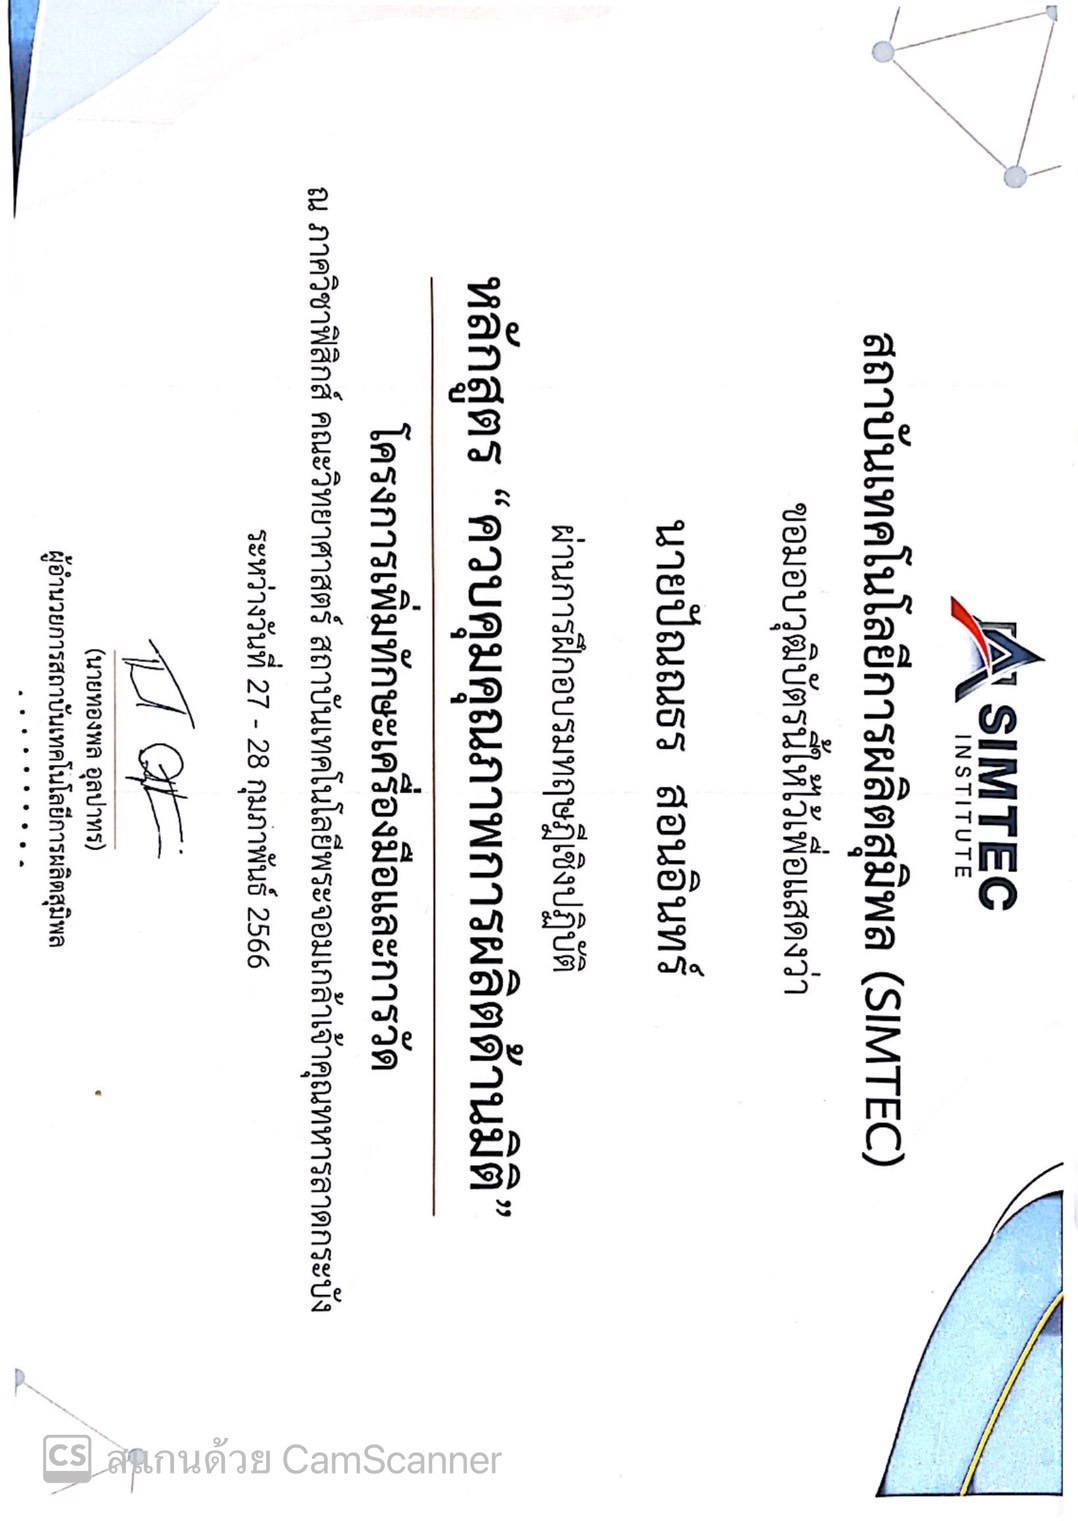 SIMTEC
INSTITUTE
สถาบันเทคโนโลยีการผลิตสุมิพล (SIMTEC)
ขอมอบวุฒิบัตรนี้ให้ไว้เพื่อแสดงว่า
นายปัณณธร สอนอินทร์
ผ่านการฝึกอบรมทฤษฎีเชิงปฏิบัติ
หลักสูตร “ควบคุมคุณภาพการผลิตด้านมิติ”
โครงการเพิ่มทักษะเครื่องมือและการวัด
ณ ภาควิชาฟิสิกส์ คณะวิทยาศาสตร์ สถาบันเทคโนโลยีพระจอมเกล้าเจ้าคุณทหารลาดกระบัง
ระหว่างวันที่ 27 - 28 กุมภาพันธ์ 2566
(นายทองพล อุลปาทร)
ผู้อำนวยการสถาบันเทคโนโลยีการผลิตสุมิพล
CS สแกนด้วย CamScanner